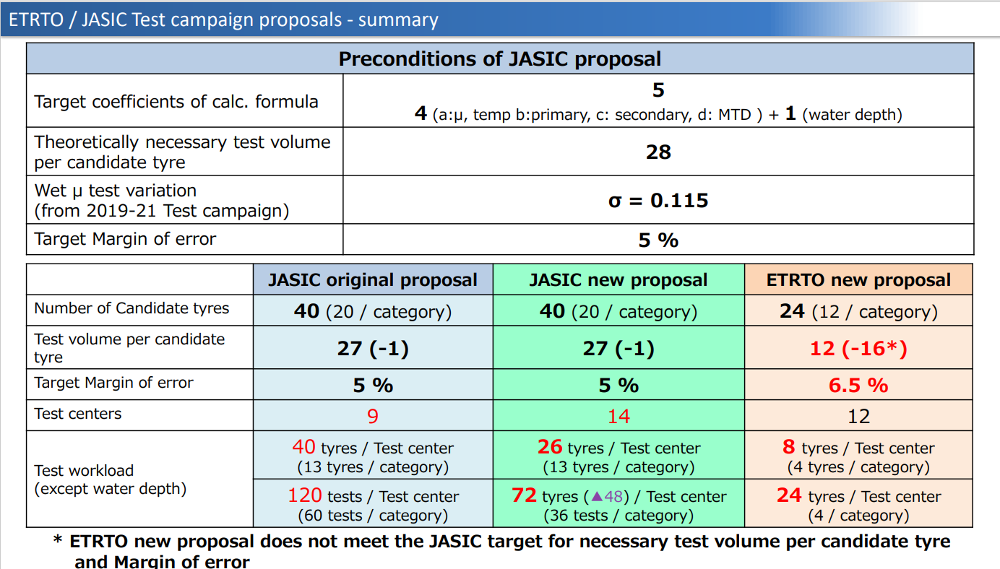 ETRTO / JASIC Test campaign proposals - summary
Preconditions of JASIC proposal
Target coefficients of calc. formula
5
4 (a:µ, temp b:primary, c: secondary, d: MTD ) + 1 (water depth)
Theoretically necessary test volume
per candidate tyre
28
Wet µ test variation
(from 2019-21 Test campaign)
σ = 0.115
Target Margin of error
5 %
JASIC original proposal
JASIC new proposal
ETRTO new proposal
Number of Candidate tyres
40 (20 / category)
40 (20 / category)
24 (12 / category)
Test volume per candidate
tyre
27 (-1)
27 (-1)
12 (-16*)
Target Margin of error
5 %
5 %
6.5 %
Test centers
9
14
12
Test workload
(except water depth)
40 tyres / Test center
(13 tyres / category)
26 tyres / Test center
(13 tyres / category)
8 tyres / Test center
(4 tyres / category)
120 tests / Test center
(60 tests / category)
72 tyres (▲48) / Test center
(36 tests / category)
24 tyres / Test center
(4 / category)
* ETRTO new proposal does not meet the JASIC target for necessary test volume per candidate tyre
and Margin of error